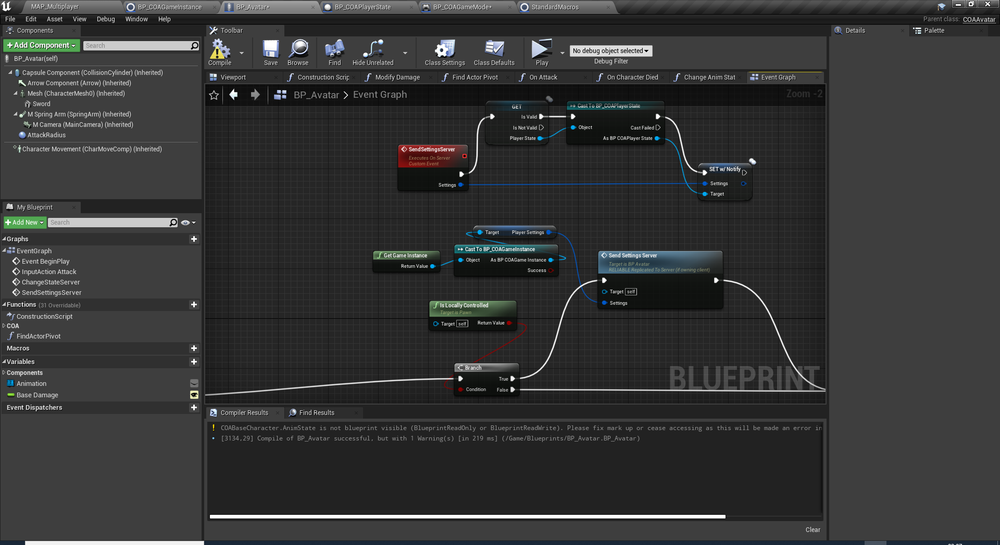 MAP_Multiplayer
BP_COAGameInstance
BP_Avatar*
BP_COAPlayerState
BP_COAGameMode*
StandardMacros
File Edit Asset View Debug Window Help
Parent class: COAAvatar
Components
Toolbar
Details
Palette
+Add Component
Search
BP_Avatar(self)
Capsule Component (CollisionCylinder) (Inherited)
Arrow Component (Arrow) (Inherited)
Mesh (CharacterMesh0) (Inherited)
Sword
M Spring Arm (SpringArm) (Inherited)
M Camera (MainCamera) (Inherited)
AttackRadius
Character Movement (CharMoveComp) (Inherited)
Compile
Save
Browse
Find
Hide Unrelated
Class Settings
Class Defaults
Play
No debug object selected
Debug Filter
Viewport
Construction Scrip
Modify Damage
Find Actor Pivot
On Attack
On Character Died
Change Anim Stat
Event Graph
BP_Avatar > Event Graph
Zoom -2
GET
Is Valid
Is Not Valid
Player State
Cast To BP_COAPlayerState
Object
Cast Failed
As BP COAPlayer State
SendSettingsServer
Executes On Server
Custom Event
Settings
SET w/ Notify
Settings
Target
Target Player Settings
Get Game Instance
Return Value
Cast To BP_COAGameInstance
Object As BP COAGame Instance
Success
Send Settings Server
Target is BP Avatar
RELIABLE Replicated To Server (if owning client)
Target self
Settings
Is Locally Controlled
Target is Pawn
Target self Return Value
Branch
True
Condition False
BLUEPRINT
My Blueprint
+Add New
Search
Graphs
EventGraph
Event BeginPlay
InputAction Attack
ChangeStateServer
SendSettingsServer
Functions (31 Overridable)
ConstructionScript
COA
FindActorPivot
Macros
Variables
Components
Animation
Base Damage
Event Dispatchers
Compiler Results
Find Results
COABaseCharacter.AnimState is not blueprint visible (BlueprintReadOnly or BlueprintReadWrite). Please fix mark up or cease accessing as this will be made an error in
[3134,29] Compile of BP_Avatar successful, but with 1 Warning(s) [in 219 ms] (/Game/Blueprints/BP_Avatar.BP_Avatar)
Clear